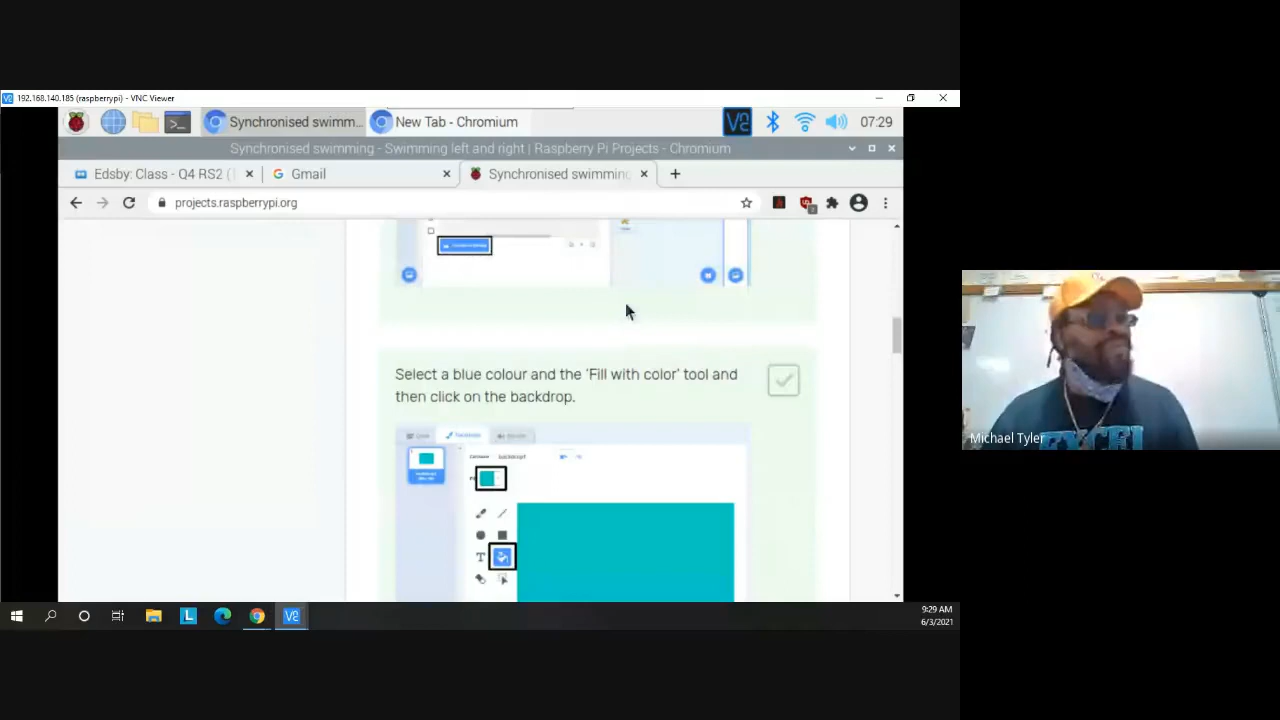 192.168.140.185 (raspberrypi) - VNC Viewer
Synchronised swimm...
New Tab - Chromium
07:29
Synchronised swimming - Swimming left and right | Raspberry Pi Projects - Chromium
Edsby: Class - Q4 RS2 (
Gmail
Synchronised swimming
projects.raspberrypi.org
Select a blue colour and the 'Fill with color' tool and
then click on the backdrop.
T
Michael Tyler
EXCEL
9:29 AM
6/3/2021